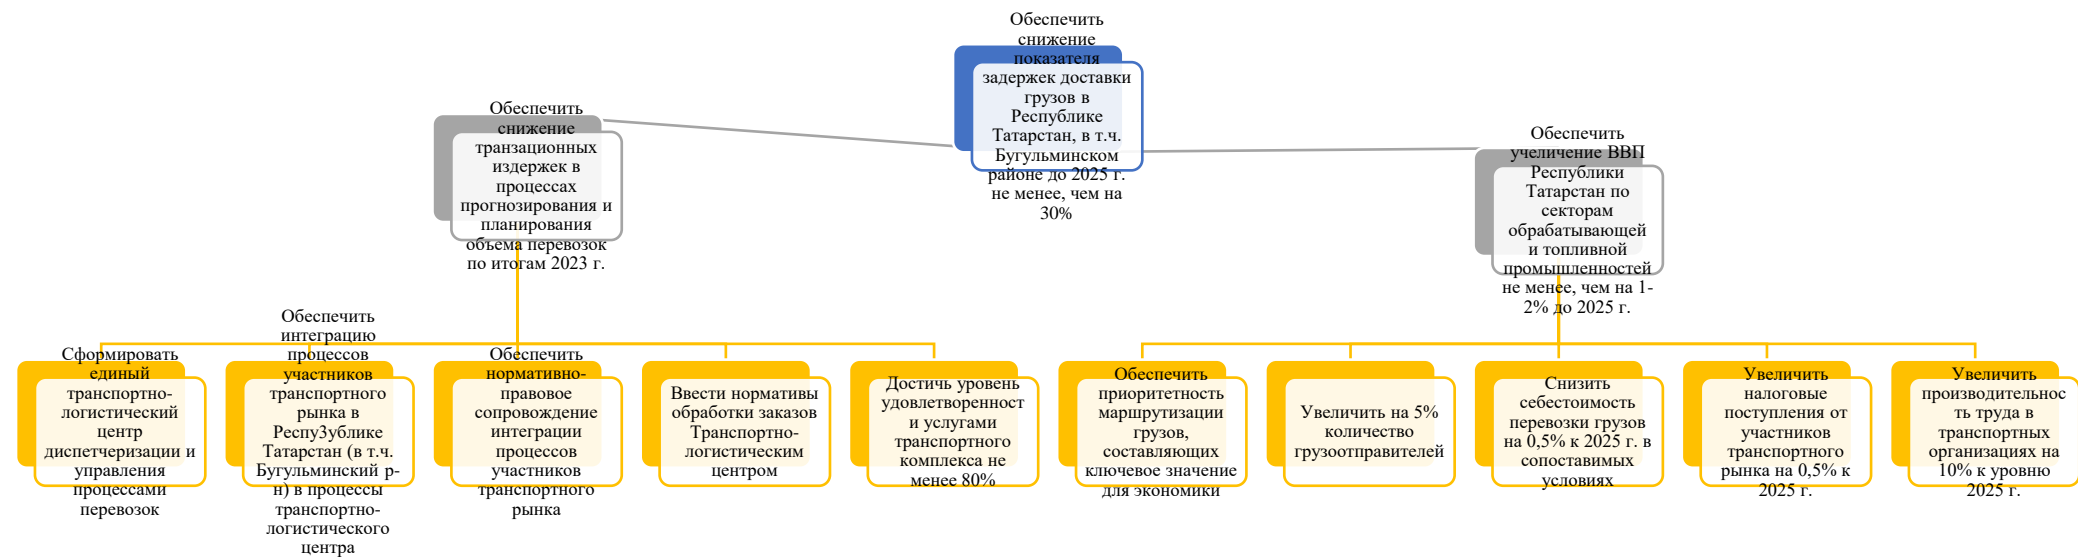 Обеспечить
снижение
показателя
задержек доставки
грузов в
Республике
Татарстан, в т.ч.
Бугульминском
районе до 2025 г.
не менее, чем на
30%
Обеспечить
снижение
транзационных
издержек в
процессах
прогнозирования и
планирования
объема перевозок
по итогам 2023 г.
Обеспечить
учеличение ВВП
Республики
Татарстан по
секторам
обрабатывающей
и топливной
промышленностей
не менее, чем на 1-
2% до 2025 г.
Сформировать
единый
транспортно-
логистический
центр
диспетчеризации и
управления
процессами
перевозок
Обеспечить
интеграцию
процессов
участников
транспортного
рынка в
РеспуЗублике
Татарстан (в т.ч.
Бугульминский р-
н) в процессы
транспортно-
логистического
центра
Обеспечить
нормативно-
правовое
сопровождение
интеграции
процессов
участников
транспортного
рынка
Ввести нормативы
обработки заказов
Транспортно-
логистическим
центром
Достичь уровень
удовлетворенност
и услугами
транспортного
комплекса не
менее 80%
Обеспечить
приоритетность
маршрутизации
грузов,
составляющих
ключевое значение
для экономики
Увеличить на 5%
количество
грузоотправителей
Снизить
себестоимость
перевозки грузов
на 0,5% к 2025 г. в
сопоставимых
условиях
Увеличить
налоговые
поступления от
участников
транспортного
рынка на 0,5% к
2025 г.
Увеличить
производительнос
ть труда в
транспортных
организациях на
10% к уровню
2025 г.